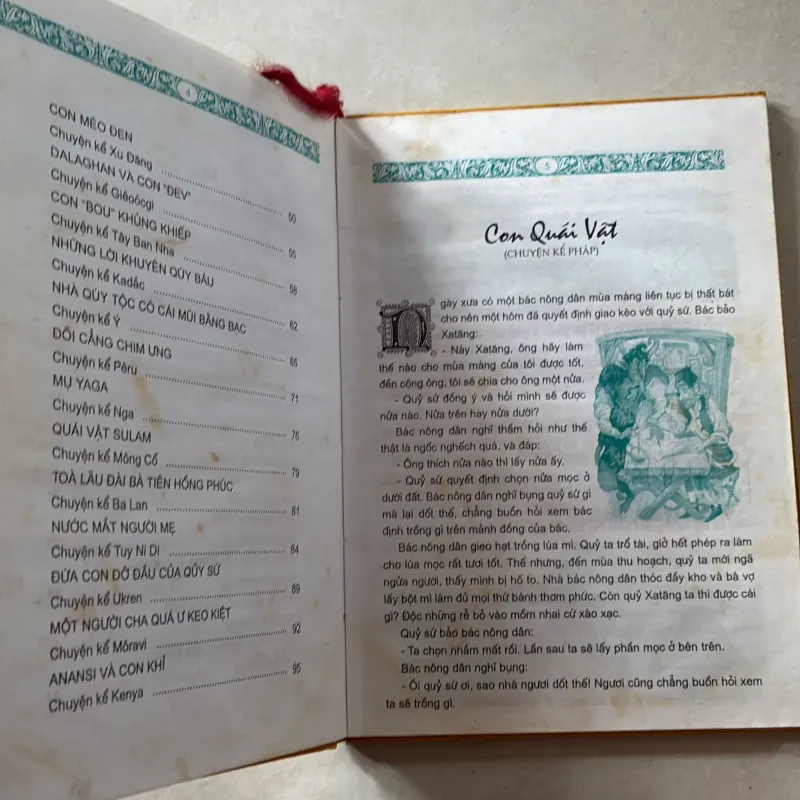 4
CON MÈO ĐEN
Chuyện kể Xu Đăng
50
DALAGHAN VÀ CON "ĐEV"
Chuyện kể Giêoócgi
55
CON "BOU" KHỦNG KHIẾP
Chuyện kể Tây Ban Nha
58
NHỮNG LỜI KHUYÊN QÚY BÁU
Chuyện kể Kadắc
62
NHÀ QÚY TỘC CÓ CÁI MŨI BẰNG BẠC
Chuyện kể Ý
65
ĐÔI CẲNG CHIM ƯNG
Chuyện kể Pêru
71
MỤ YAGA
Chuyện kể Nga
76
QUÁI VẬT SULAM
Chuyện kể Mông Cổ
79
TOÀ LÂU ĐÀI BÀ TIÊN HỒNG PHÚC
Chuyện kể Ba Lan
81
NƯỚC MẮT NGƯỜI MẸ
Chuyện kể Tuy Ni Di
84
ĐỨA CON ĐỠ ĐẦU CỦA QỦY SỨ
Chuyện kể Ukren
89
MỘT NGƯỜI CHA QUÁ Ư KEO KIỆT
Chuyện kể Môravi
92
ANANSI VÀ CON KHỈ
Chuyện kể Kenya
95
5
Con Quái Vật
(CHUYỆN KỂ PHÁP)
Ngày xưa có một bác nông dân mùa màng liên tục bị thất bát
cho nên một hôm đã quyết định giao kèo với quỷ sứ. Bác bảo
Xatăng:
- Này Xatăng, ông hãy làm
thế nào cho mùa màng của tôi được tốt,
đền công ông, tôi sẽ chia cho ông một nửa.
- Quỷ sứ đồng ý và hỏi mình sẽ được
nửa nào. Nửa trên hay nửa dưới?
Bác nông dân nghĩ thầm hỏi như thế
thật là ngốc nghếch quá, và đáp:
- Ông thích nửa nào thì lấy nửa ấy.
- Quỷ sứ quyết định chọn nửa mọc ở
dưới đất. Bác nông dân nghĩ bụng quỷ sứ gì
mà lại dốt thế, chẳng buồn hỏi xem bác
định trồng gì trên mảnh đồng của bác.
Bác nông dân giao hạt trồng lúa mì. Quỷ ta trổ tài, giở hết phép ra làm
cho lúa mọc rất tươi tốt. Thế nhưng, đến mùa thu hoạch, quỷ ta mới ngã
ngửa người, thấy mình bị hố to. Nhà bác nông dân thóc đầy kho và bà vợ
lấy bột mì làm đủ mọi thứ bánh thơm phức. Còn quỷ Xatăng ta thì được cái
gì? Độc những rễ bỏ vào mồm nhai cứ xào xạc.
Quỷ sứ bảo bác nông dân:
- Ta chọn nhầm mất rồi. Lần sau ta sẽ lấy phần mọc ở bên trên.
Bác nông dân nghĩ bụng:
- Ôi quỷ sứ ơi, sao nhà ngươi dốt thế! Ngươi cũng chẳng buồn hỏi xem
ta sẽ trồng gì.